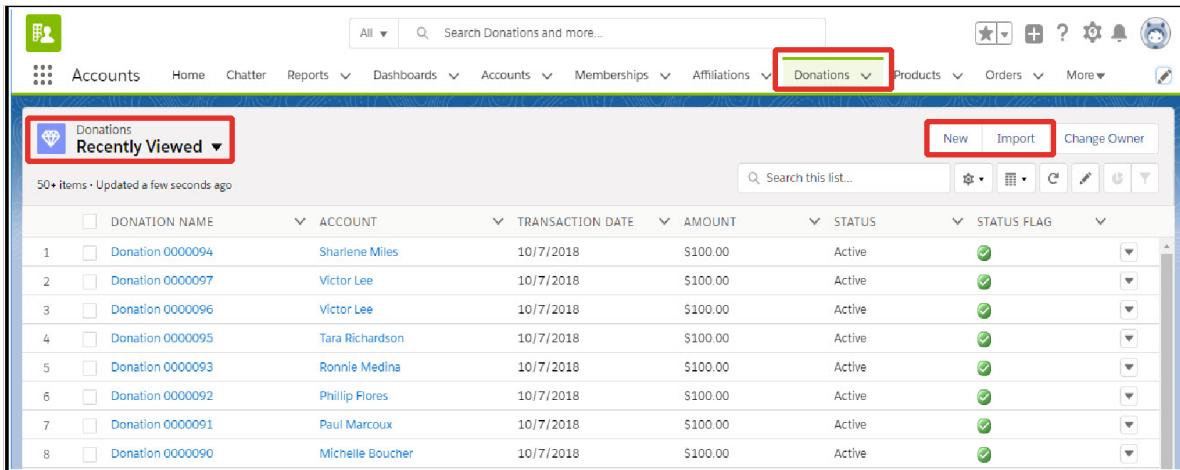 All Search Donations and more...
Accounts Home Chatter Reports Dashboards Accounts Memberships Affiliations Donations Products Orders More
Donations
Recently Viewed
New Import Change Owner
50+ items • Updated a few seconds ago
Search this list...
DONATION NAME ACCOUNT TRANSACTION DATE AMOUNT STATUS STATUS FLAG
1 Donation 0000094 Sharlene Miles 10/7/2018 $100.00 Active
2 Donation 0000097 Victor Lee 10/7/2018 $100.00 Active
3 Donation 0000096 Victor Lee 10/7/2018 $100.00 Active
4 Donation 0000095 Tara Richardson 10/7/2018 $100.00 Active
5 Donation 0000093 Ronnie Medina 10/7/2018 $100.00 Active
6 Donation 0000092 Phillip Flores 10/7/2018 $100.00 Active
7 Donation 0000091 Paul Marcoux 10/7/2018 $100.00 Active
8 Donation 0000090 Michelle Boucher 10/7/2018 $100.00 Active